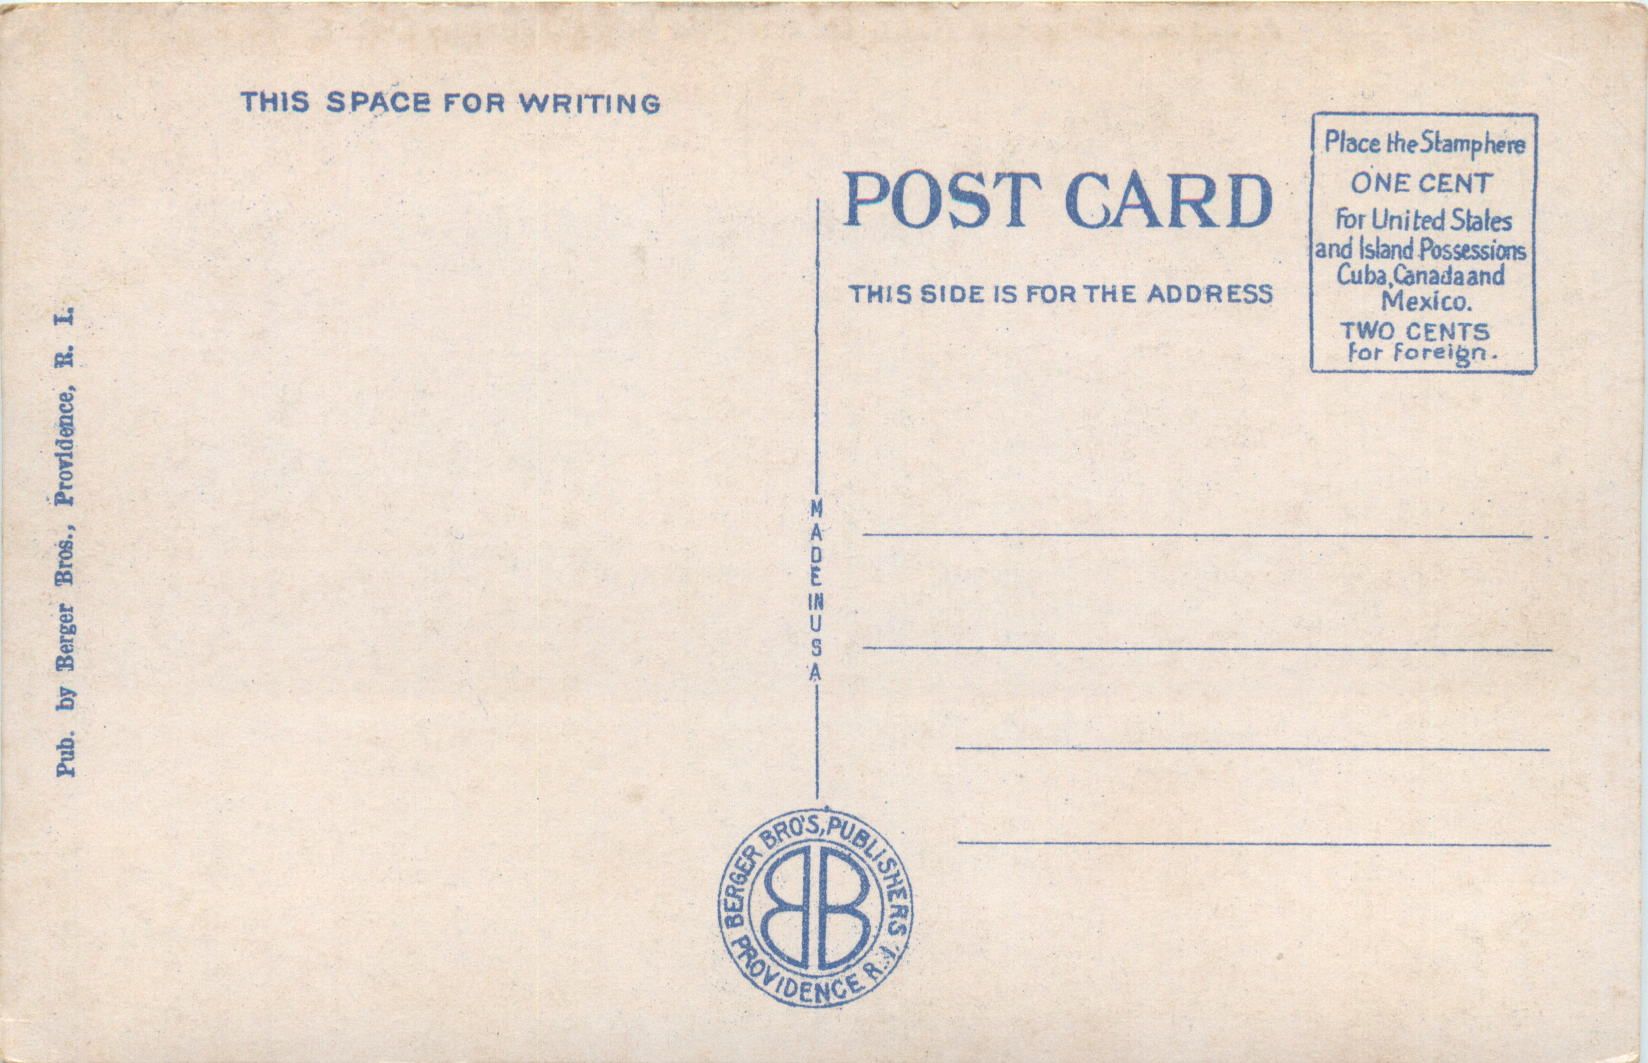 THIS SPACE FOR WRITING
Pub. by Berger Bros., Providence, R. I.
POST CARD
THIS SIDE IS FOR THE ADDRESS
Place the Stamp here
ONE CENT
For United States
and Island Possessions
Cuba, Canada and
Mexico.
TWO CENTS
for Foreign.
MADE IN USA
BERGER BRO'S, PUBLISHERS
PROVIDENCE R.I.
BB